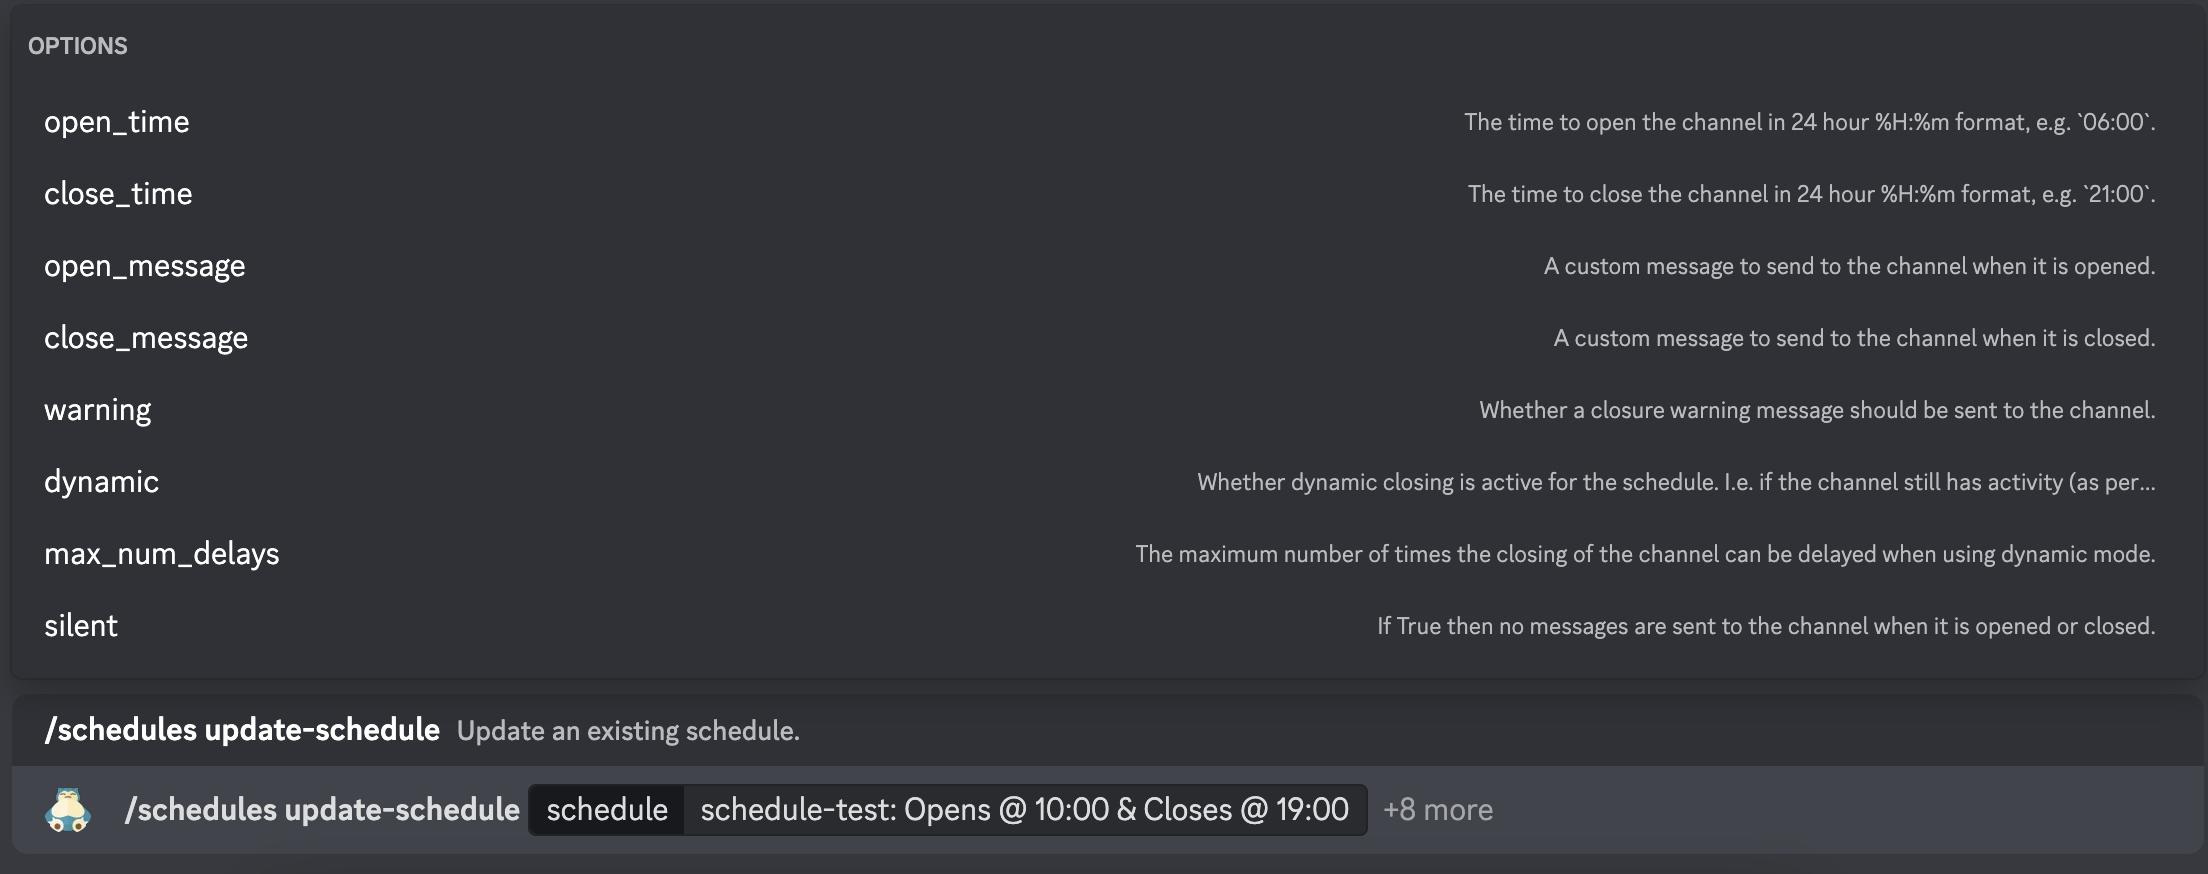 OPTIONS
open_time The time to open the channel in 24 hour %H:%m format, e.g. `06:00`.
close_time The time to close the channel in 24 hour %H:%m format, e.g. `21:00`.
open_message A custom message to send to the channel when it is opened.
close_message A custom message to send to the channel when it is closed.
warning Whether a closure warning message should be sent to the channel.
dynamic Whether dynamic closing is active for the schedule. I.e. if the channel still has activity (as per...
max_num_delays The maximum number of times the closing of the channel can be delayed when using dynamic mode.
silent If True then no messages are sent to the channel when it is opened or closed.
/schedules update-schedule Update an existing schedule.
/schedules update-schedule schedule schedule-test: Opens @ 10:00 & Closes @ 19:00 +8 more